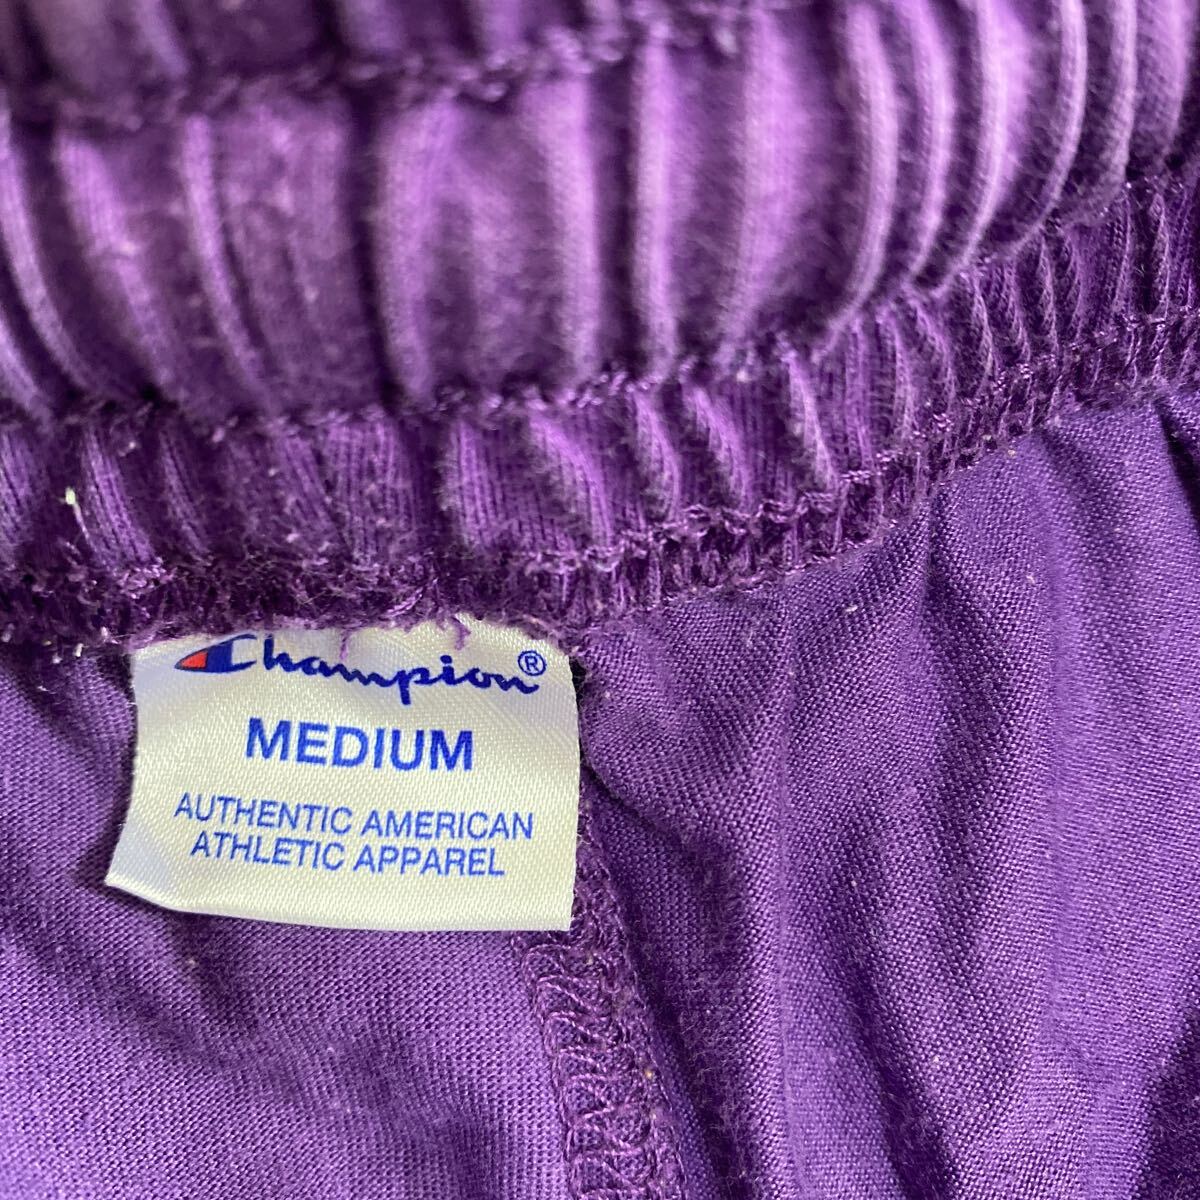 Champion®
MEDIUM
AUTHENTIC AMERICAN
ATHLETIC APPAREL